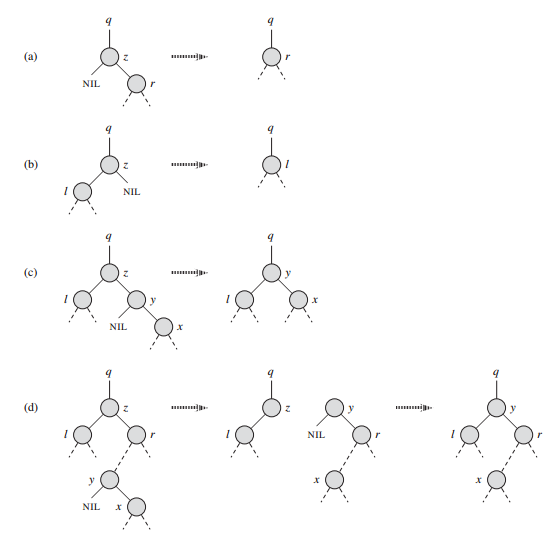 q q
(a) z r
NIL r
q q
(b) z l
l NIL
q q
(c) z y
l y l x
NIL x
q q
(d) z z y y
l r l NIL r l r
y x x
NIL x